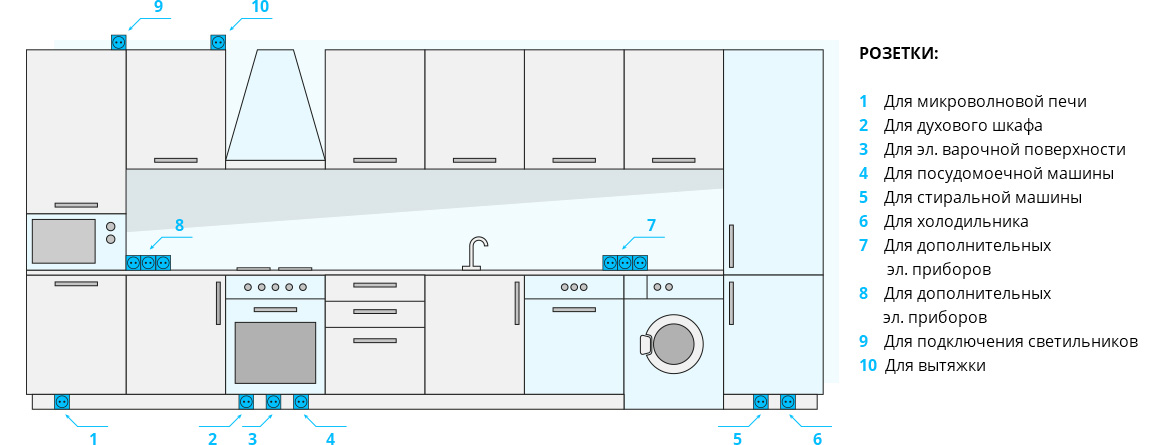 9
10
8
7
1
2
3
4
5
6
РОЗЕТКИ:
1 Для микроволновой печи
2 Для духового шкафа
3 Для эл. варочной поверхности
4 Для посудомоечной машины
5 Для стиральной машины
6 Для холодильника
7 Для дополнительных
эл. приборов
8 Для дополнительных
эл. приборов
9 Для подключения светильников
10 Для вытяжки